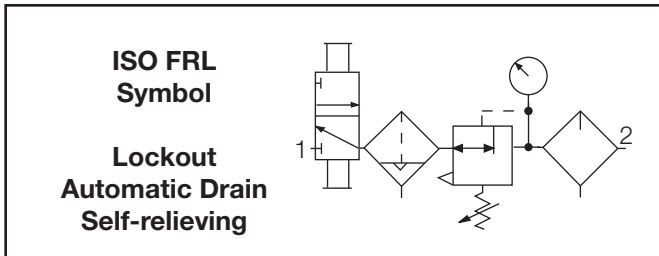 ISO FRL
Symbol
Lockout
Automatic Drain
Self-relieving
1
2